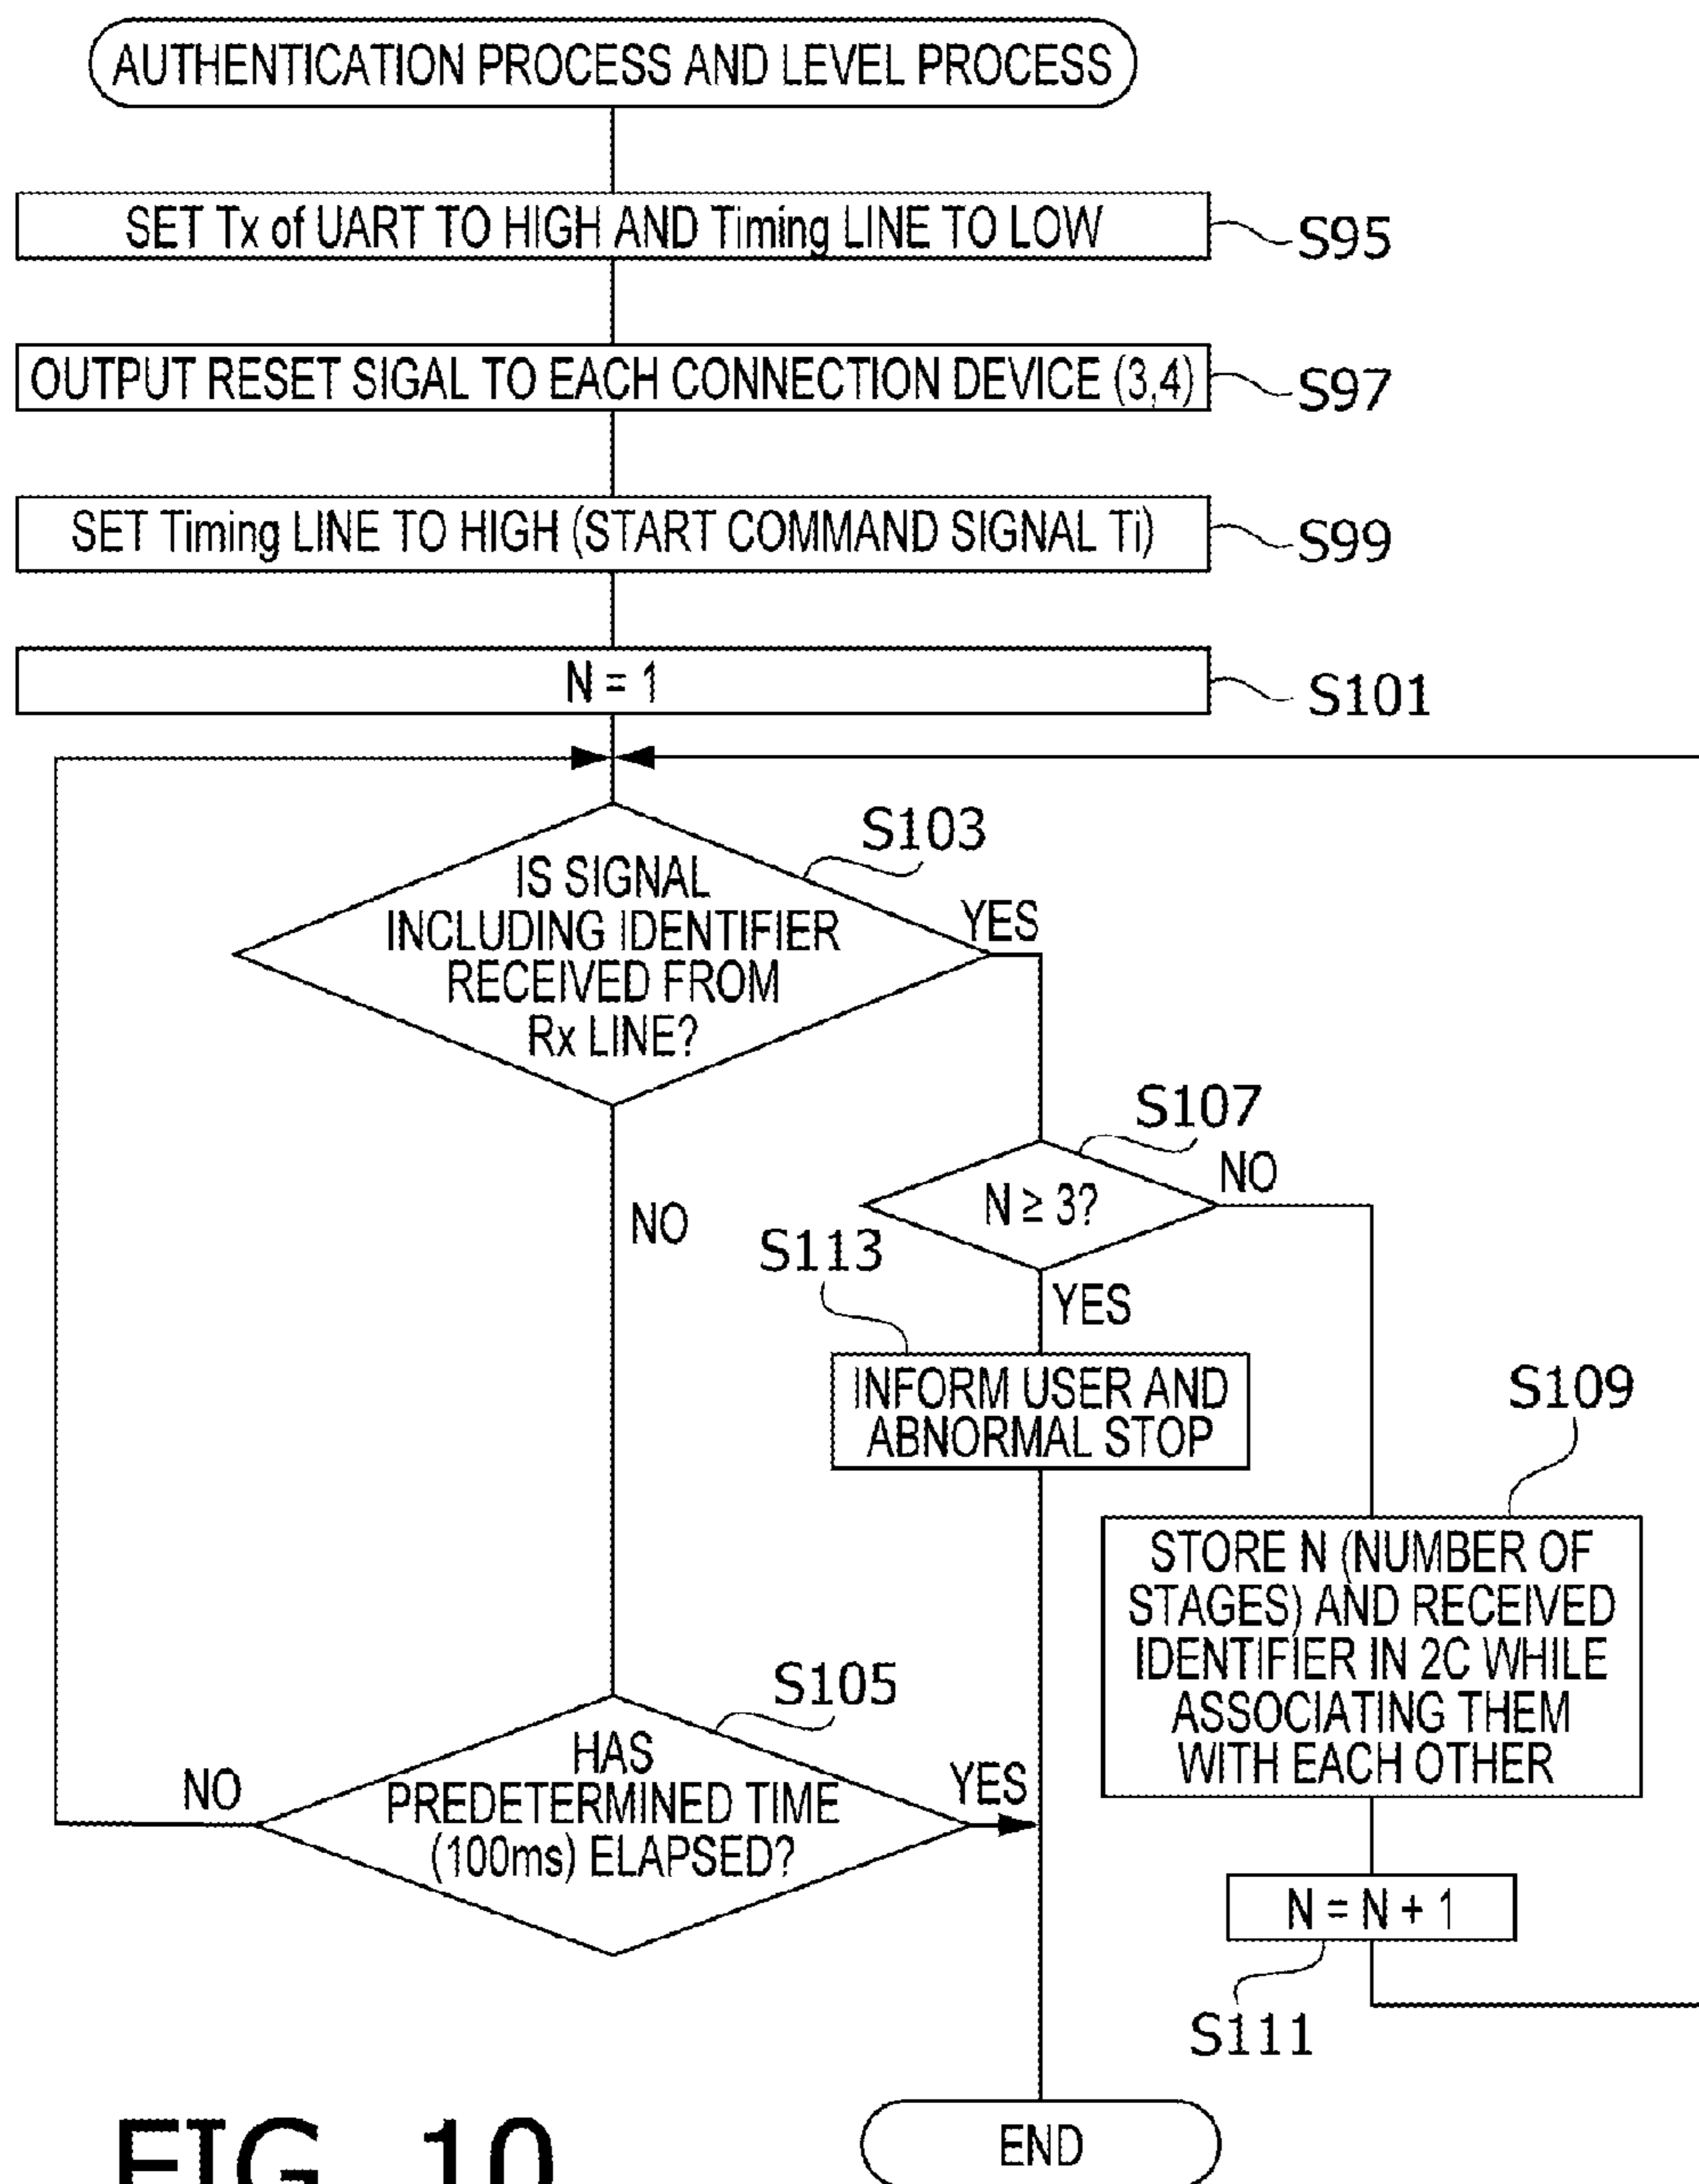 AUTHENTICATION PROCESS AND LEVEL PROCESS
SET Tx of UART TO HIGH AND Timing LINE TO LOW
S95
OUTPUT RESET SIGAL TO EACH CONNECTION DEVICE (3,4)
S97
SET Timing LINE TO HIGH (START COMMAND SIGNAL Ti)
S99
N = 1
S101
S103
IS SIGNAL
INCLUDING IDENTIFIER
RECEIVED FROM
Rx LINE?
YES
NO
S107
N ≥ 3?
NO
YES
S113
INFORM USER AND
ABNORMAL STOP
S109
STORE N (NUMBER OF
STAGES) AND RECEIVED
IDENTIFIER IN 2C WHILE
ASSOCIATING THEM
WITH EACH OTHER
S105
HAS
PREDETERMINED TIME
(100ms) ELAPSED?
NO
YES
N = N + 1
S111
END
FIG. 10